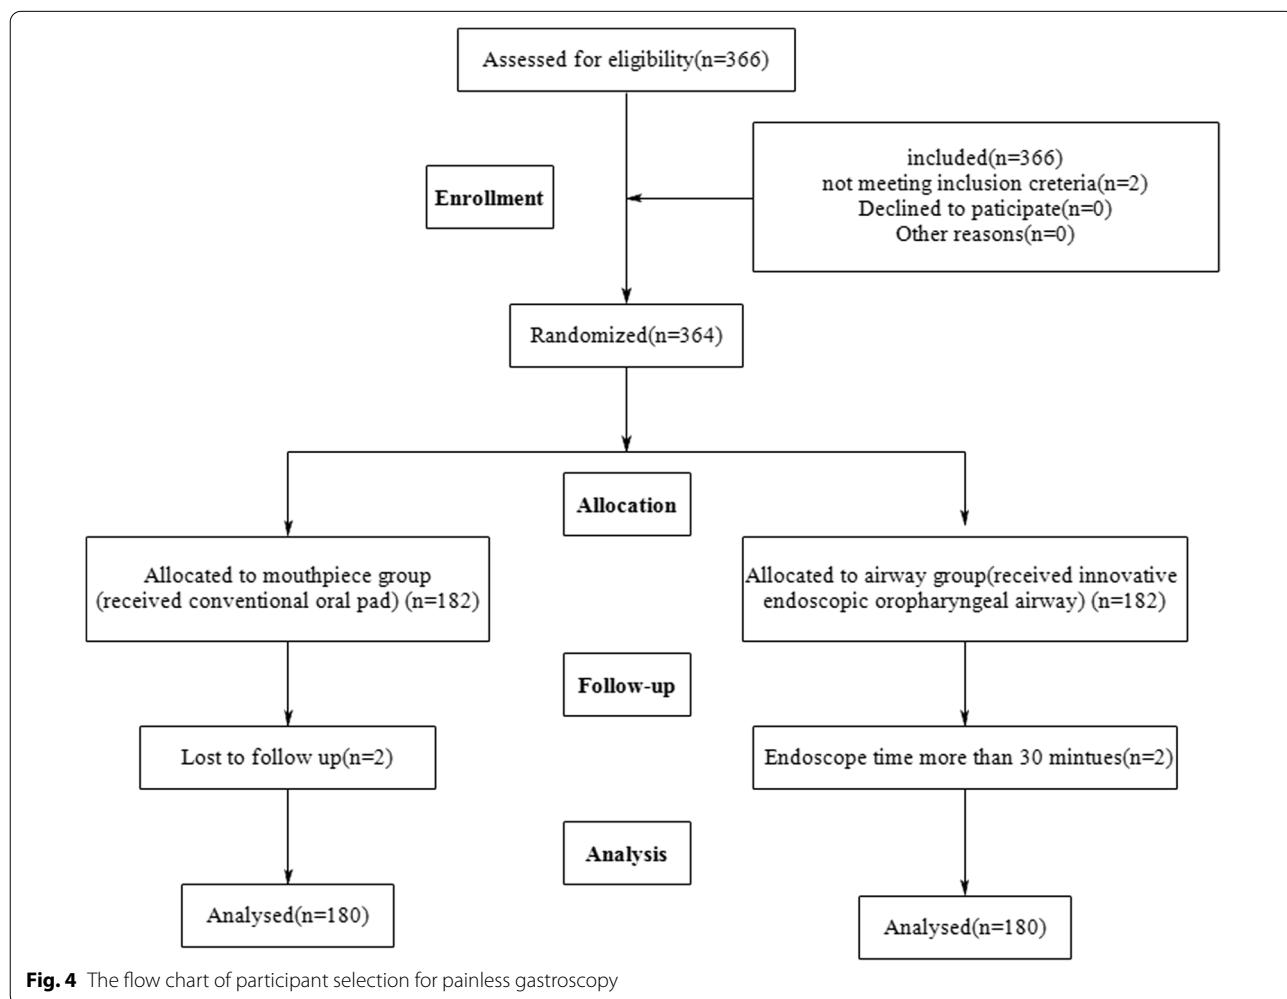 Assessed for eligibility(n=366)
included(n=366)
not meeting inclusion creteria(n=2)
Declined to paticipate(n=0)
Other reasons(n=0)
Enrollment
Randomized(n=364)
Allocation
Allocated to mouthpiece group
(received conventional oral pad) (n=182)
Allocated to airway group(received innovative
endoscopic oropharyngeal airway) (n=182)
Follow-up
Lost to follow up(n=2)
Endoscope time more than 30 mintues(n=2)
Analysis
Analysed(n=180)
Analysed(n=180)
Fig. 4 The flow chart of participant selection for painless gastroscopy